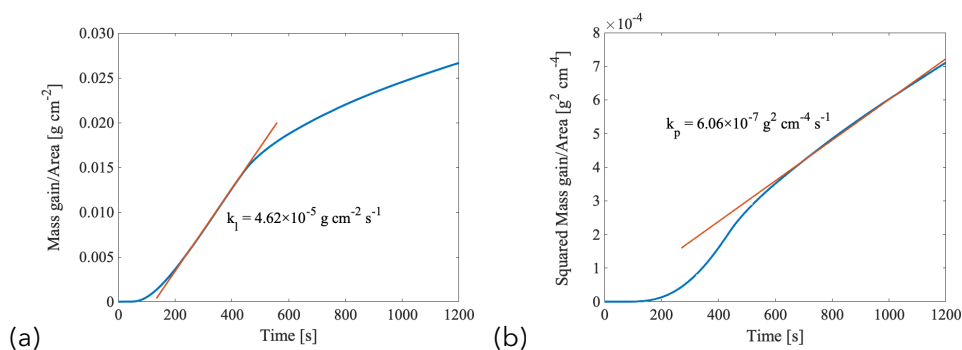 (a)
Mass gain/Area [g cm⁻²]
0.030
0.025
0.020
0.015
0.010
0.005
0
kₗ = 4.62×10⁻⁵ g cm⁻² s⁻¹
0 200 400 600 800 1000 1200
Time [s]
(b)
Squared Mass gain/Area [g² cm⁻⁴]
×10⁻⁴
8
7
6
5
4
3
2
1
0
kₚ = 6.06×10⁻⁷ g² cm⁻⁴ s⁻¹
0 200 400 600 800 1000 1200
Time [s]